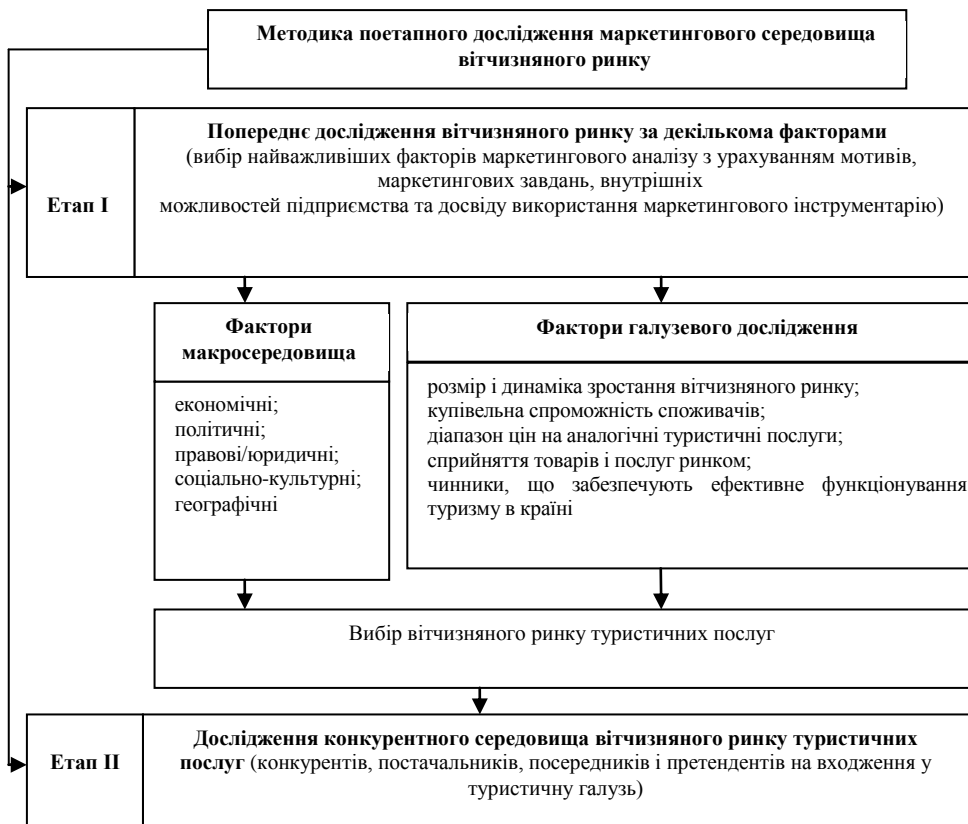 Методика поетапного дослідження маркетингового середовища
вітчизняного ринку
Попереднє дослідження вітчизняного ринку за декількома факторами
(вибір найважливіших факторів маркетингового аналізу з урахуванням мотивів,
маркетингових завдань, внутрішніх
можливостей підприємства та досвіду використання маркетингового інструментарію)
Етап I
Фактори
макросередовища
економічні;
політичні;
правові/юридичні;
соціально-культурні;
географічні
Фактори галузевого дослідження
розмір і динаміка зростання вітчизняного ринку;
купівельна спроможність споживачів;
діапазон цін на аналогічні туристичні послуги;
сприйняття товарів і послуг ринком;
чинники, що забезпечують ефективне функціонування
туризму в країні
Вибір вітчизняного ринку туристичних послуг
Етап II
Дослідження конкурентного середовища вітчизняного ринку туристичних
послуг (конкурентів, постачальників, посередників і претендентів на входження у
туристичну галузь)